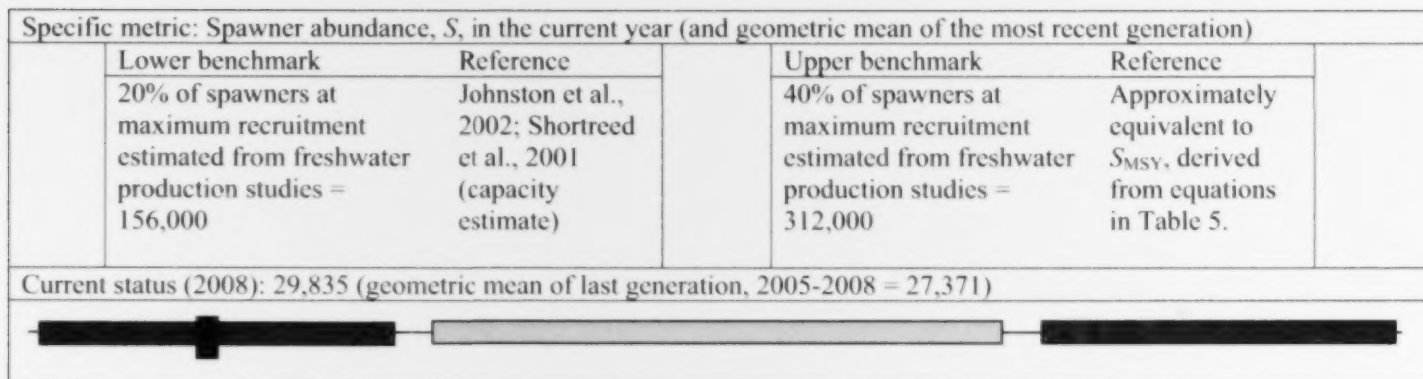 Specific metric: Spawner abundance, S, in the current year (and geometric mean of the most recent generation)
Lower benchmark
Reference
20% of spawners at
maximum recruitment
estimated from freshwater
production studies =
156,000
Johnston et al.,
2002; Shortreed
et al., 2001
(capacity
estimate)
Upper benchmark
Reference
40% of spawners at
maximum recruitment
estimated from freshwater
production studies =
312,000
Approximately
equivalent to
SMSY, derived
from equations
in Table 5.
Current status (2008): 29,835 (geometric mean of last generation, 2005-2008 = 27,371)